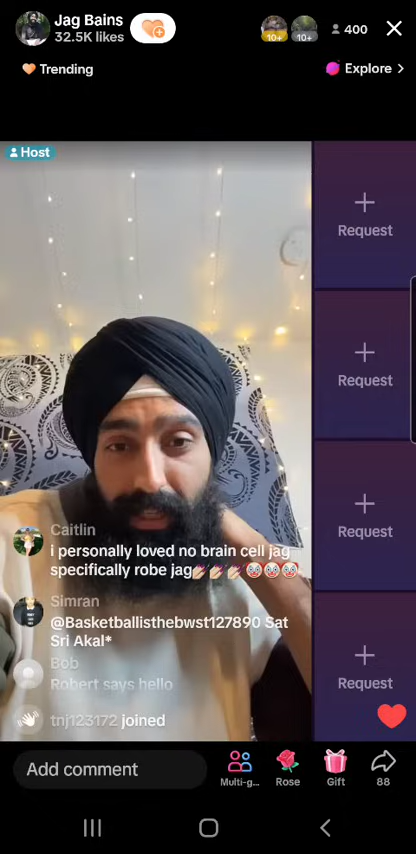 Jag Bains
32.5K likes
10+
10+
400
Trending
Explore
Host
Request
Request
Request
Request
Caitlin
i personally loved no brain cell jag
specifically robe jag💅🏼💅🏼💅🏼🤡🤡🤡
Simran
@Basketballisthebwst127890 Sat
Sri Akal*
Bob
Robert says hello
tnj123172 joined
Add comment
Multi-g...
Rose
Gift
88